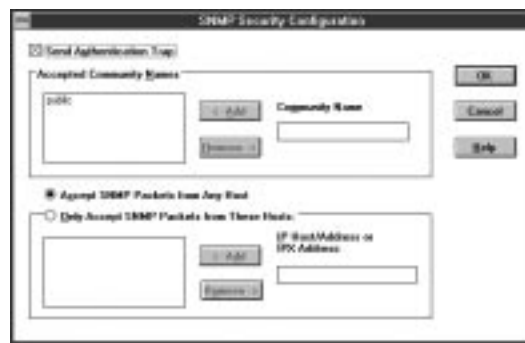 SNMP Security Configuration
Send Authentication Trap
Accepted Community Names
public
< Add
Remove >
Community Name
OK
Cancel
Help
Accept SNMP Packets from Any Host
Only Accept SNMP Packets from These Hosts:
< Add
Remove >
IP Host/Address or
IPX Address